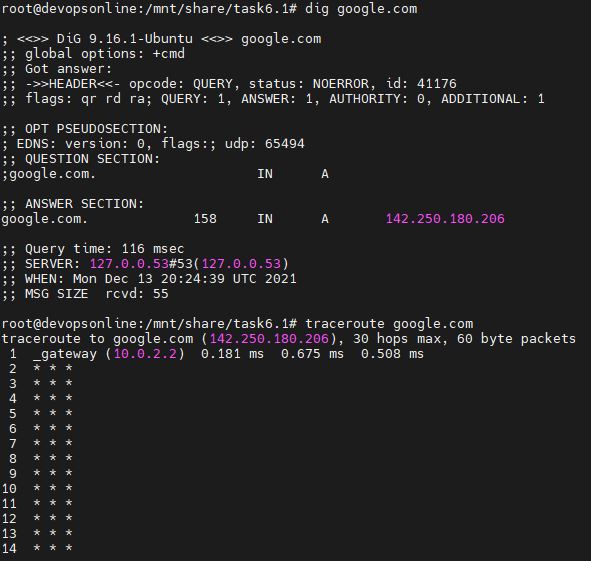 root@devopsonline:/mnt/share/task6.1# dig google.com
; <<>> DiG 9.16.1-Ubuntu <<>> google.com
;; global options: +cmd
;; Got answer:
;; ->>HEADER<<- opcode: QUERY, status: NOERROR, id: 41176
;; flags: qr rd ra; QUERY: 1, ANSWER: 1, AUTHORITY: 0, ADDITIONAL: 1
;; OPT PSEUDOSECTION:
; EDNS: version: 0, flags:; udp: 65494
;; QUESTION SECTION:
;google.com. IN A
;; ANSWER SECTION:
google.com. 158 IN A 142.250.180.206
;; Query time: 116 msec
;; SERVER: 127.0.0.53#53(127.0.0.53)
;; WHEN: Mon Dec 13 20:24:39 UTC 2021
;; MSG SIZE rcvd: 55
root@devopsonline:/mnt/share/task6.1# traceroute google.com
traceroute to google.com (142.250.180.206), 30 hops max, 60 byte packets
1 _gateway (10.0.2.2) 0.181 ms 0.675 ms 0.508 ms
2 * * *
3 * * *
4 * * *
5 * * *
6 * * *
7 * * *
8 * * *
9 * * *
10 * * *
11 * * *
12 * * *
13 * * *
14 * * *